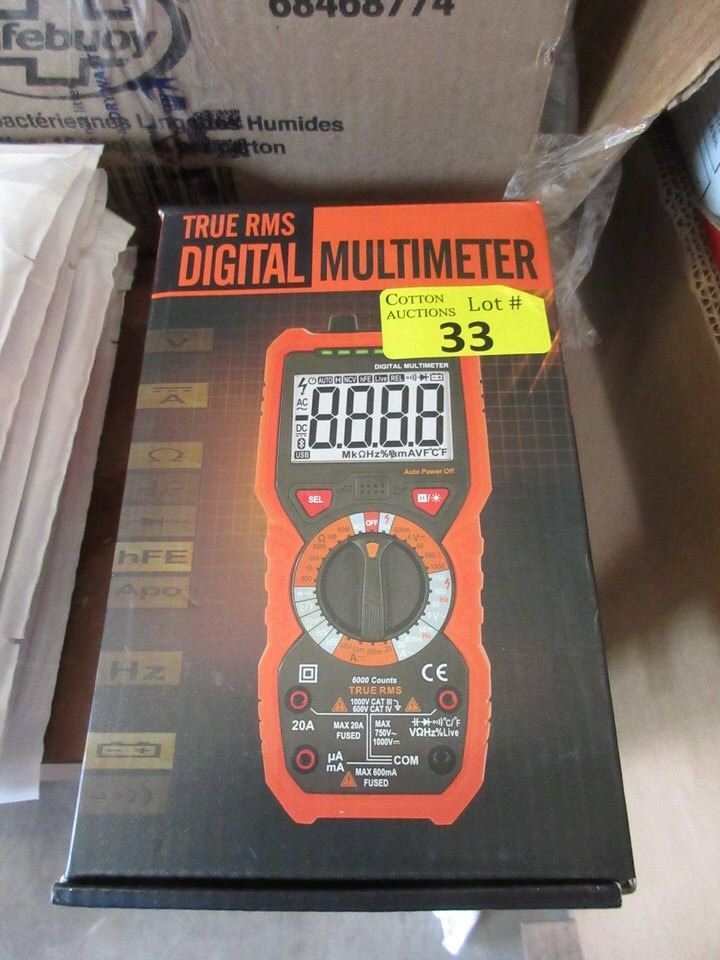 68468774
febuoy
Humides
TRUE RMS
DIGITAL MULTIMETER
COTTON AUCTIONS Lot #
33
V
A
Ω
hFE
Apo
Hz
DIGITAL MULTIMETER
AUTO H NCV hFE Live REL
AC
DC
USB
8.8.8.8
MkΩHz%
mAVF°C°F
Auto Power Off
SEL
H/
OFF
6000 Counts
TRUE RMS
1000V CAT III
600V CAT IV
CE
20A
MAX 20A FUSED
MAX 750V~ 1000V
°C/°F
VΩHz%Live
µA
mA
COM
MAX 600mA
FUSED